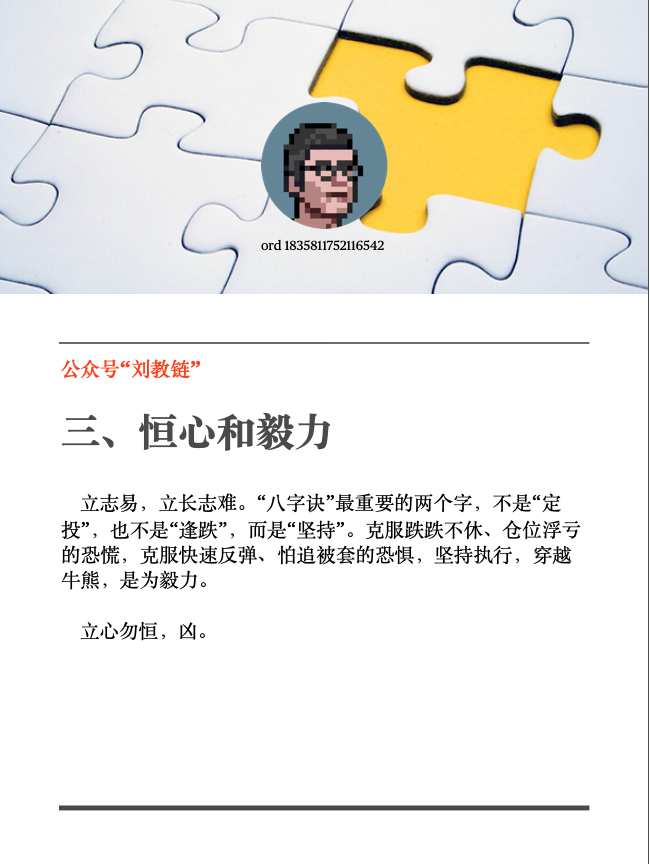 ord 1835811752116542
公众号“刘教链”
三、恒心和毅力
立志易，立长志难。“八字诀”最重要的两个字，不是“定
投”，也不是“逢跌”，而是“坚持”。克服跌跌不休、仓位浮亏
的恐慌，克服快速反弹、怕追被套的恐惧，坚持执行，穿越
牛熊，是为毅力。
立心勿恒，凶。